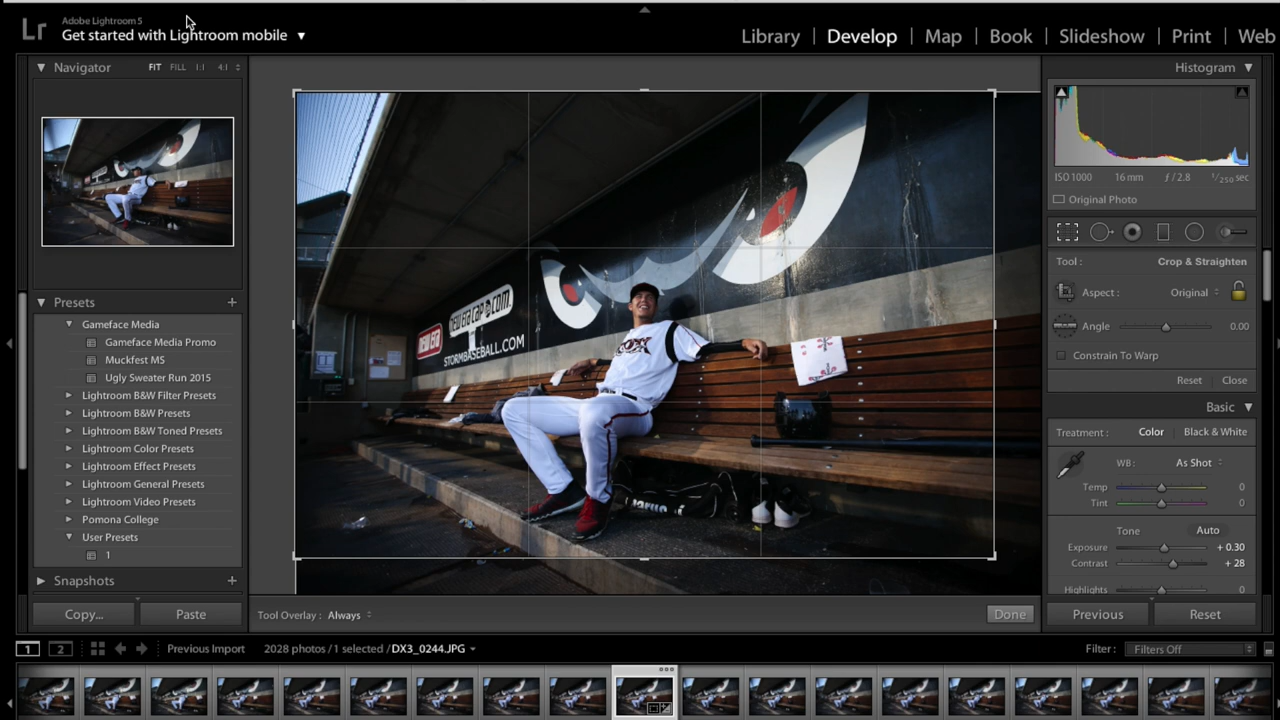 Lr
Adobe Lightroom 5
Get started with Lightroom mobile
Library | Develop | Map | Book | Slideshow | Print | Web
Navigator FIT FILL 1:1 4:1
Presets +
Gameface Media
Gameface Media Promo
Muckfest MS
Ugly Sweater Run 2015
Lightroom B&W Filter Presets
Lightroom B&W Presets
Lightroom B&W Toned Presets
Lightroom Color Presets
Lightroom Effect Presets
Lightroom General Presets
Lightroom Video Presets
Pomona College
User Presets
1
Snapshots +
Copy... Paste
NEW ERA
NEWERACAP@COM
STORMBASEBALL.COM
STORM
Tool Overlay : Always
Done
Histogram
ISO 1000 16 mm ƒ / 2.8 1/250 sec
Original Photo
Tool : Crop & Straighten
Aspect : Original
Angle 0.00
Constrain To Warp
Reset Close
Basic
Treatment : Color Black & White
WB : As Shot
Temp 0
Tint 0
Tone Auto
Exposure + 0.30
Contrast + 28
Highlights 0
Previous Reset
1 2 Previous Import 2028 photos / 1 selected / DX3_0244.JPG
Filter : Filters Off